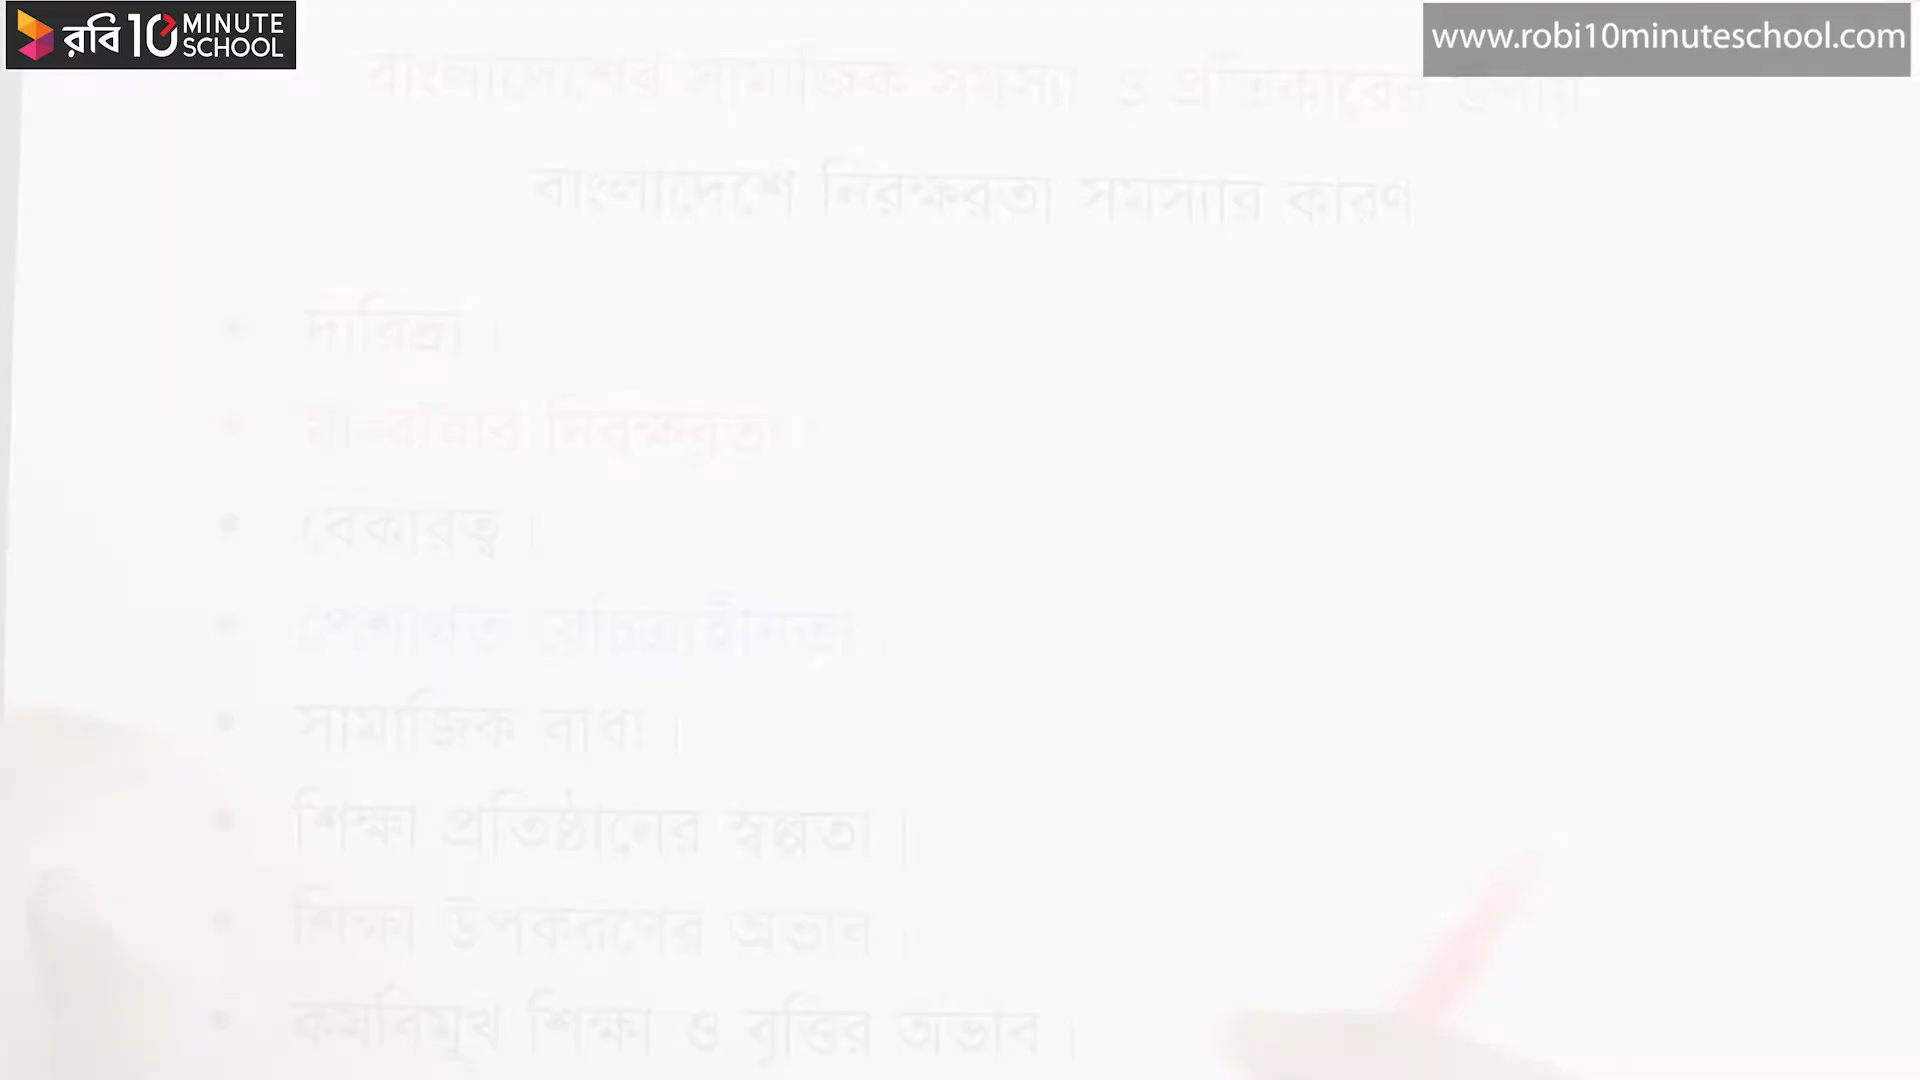 রবি 10 MINUTE SCHOOL
www.robi10minuteschool.com
বাংলাদেশের সামাজিক সমস্যা ও প্রতিকারের উপায়
বাংলাদেশে নিরক্ষরতা সমস্যার কারণ
• দারিদ্র্য।
• মা-বাবার নিরক্ষরতা।
• বেকারত্ব।
• পেশাগত বৈচিত্র্যহীনতা।
• সামাজিক বাধা।
• শিক্ষা প্রতিষ্ঠানের স্বল্পতা।
• শিক্ষা উপকরণের অভাব।
• কর্মবিমুখ শিক্ষা ও বৃত্তির অভাব।